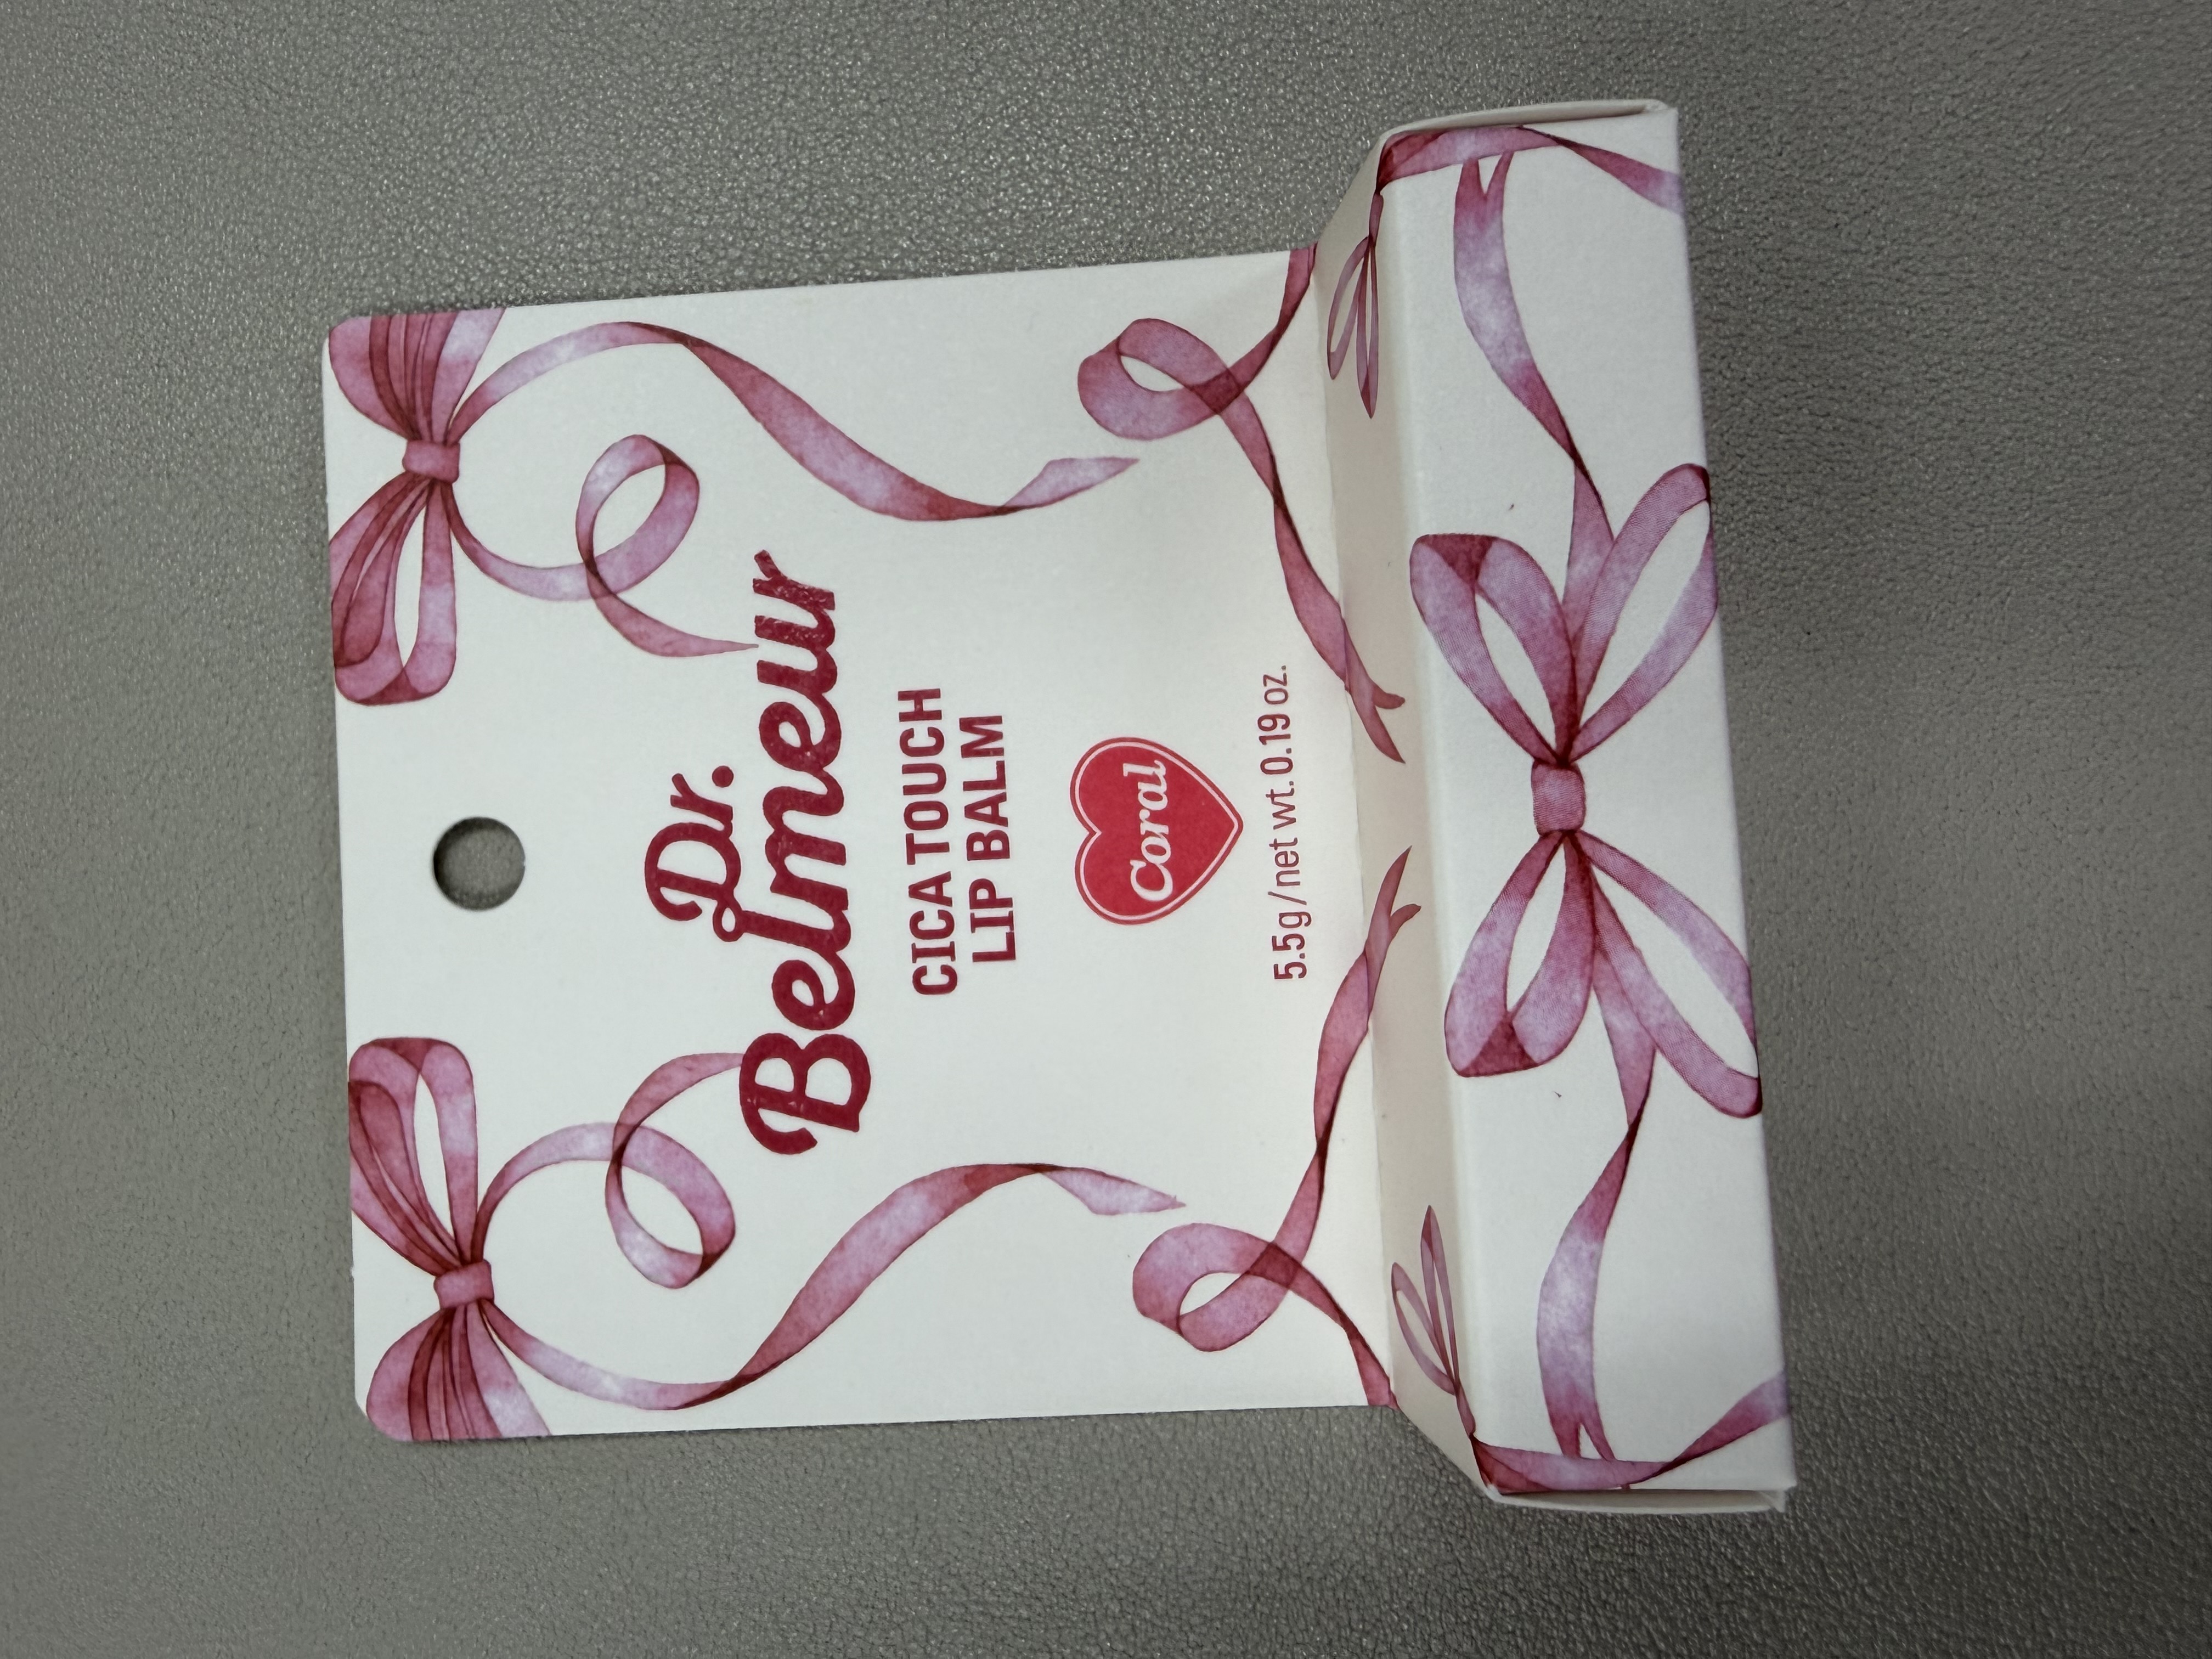 Dr.
Belmeur
CICA TOUCH
LIP BALM
Coral
5.5g/net wt. 0.19 oz.